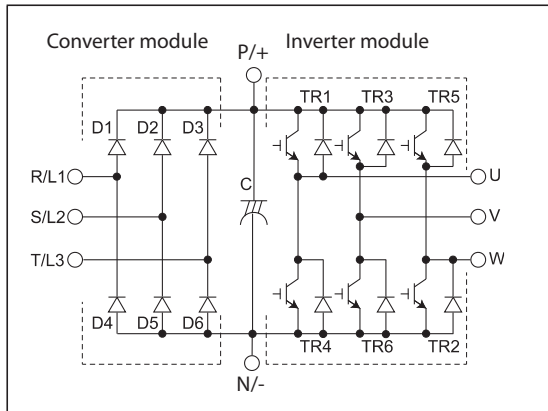 Converter module
Inverter module
P/+
D1
D2
D3
TR1
TR3
TR5
R/L1
U
C
S/L2
V
T/L3
W
D4
D5
D6
TR4
TR6
TR2
N/-